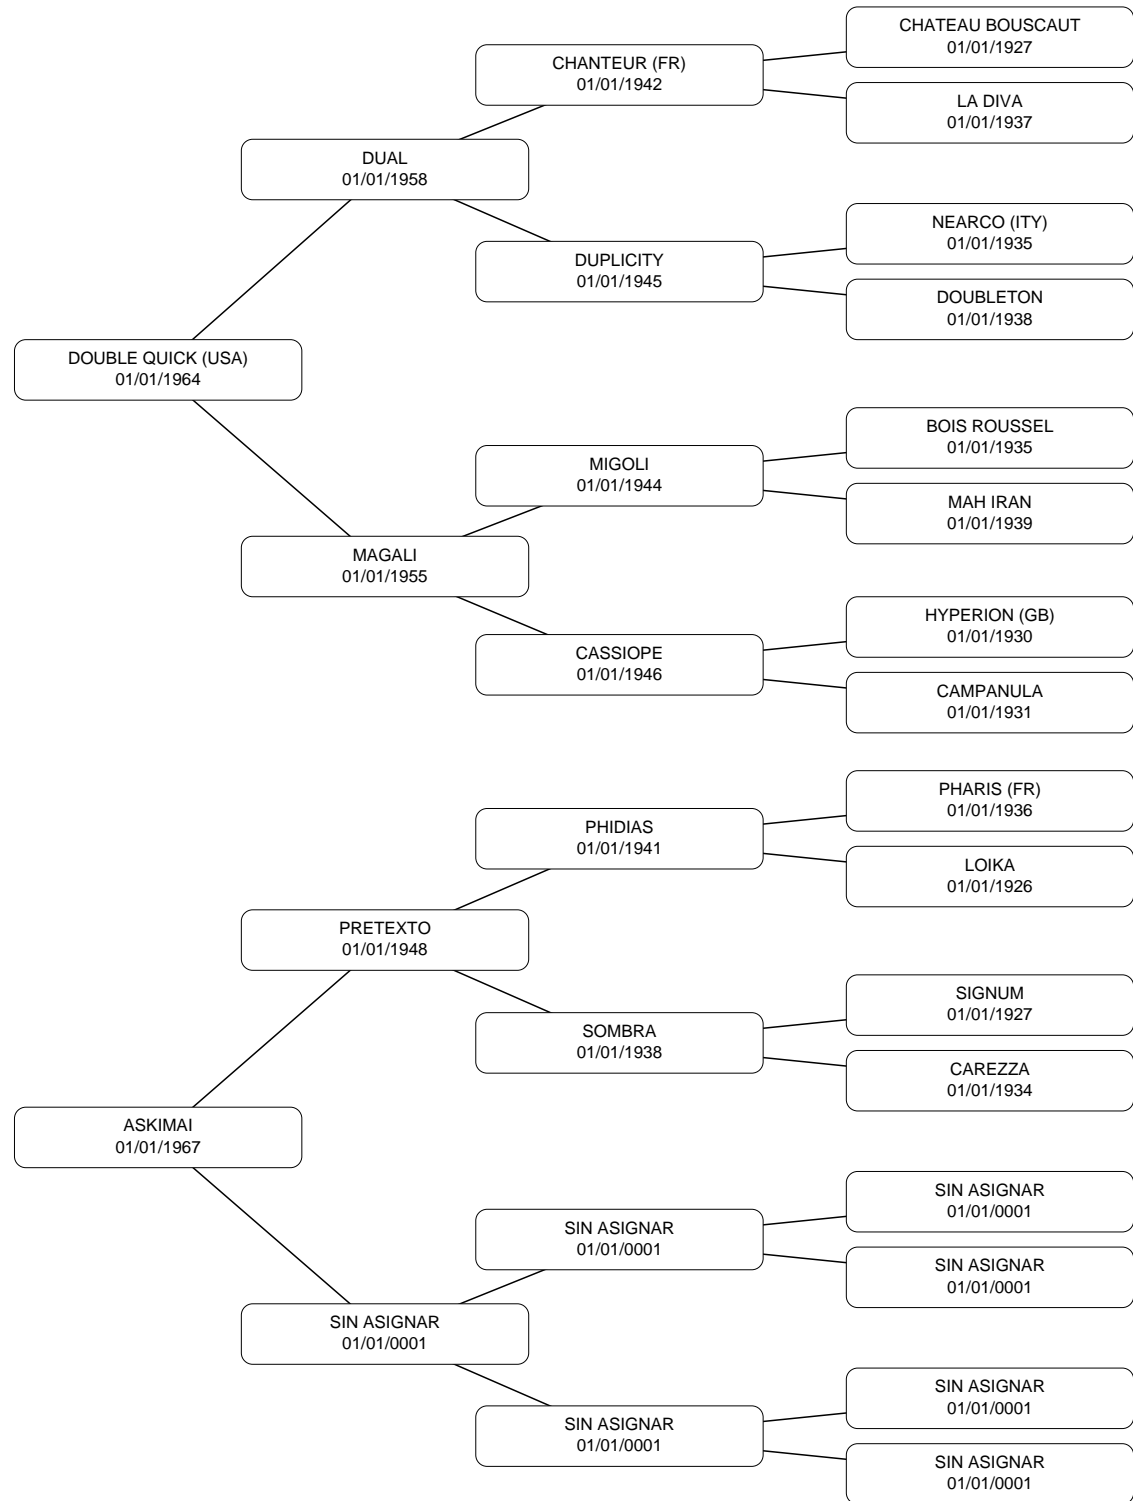 CHATEAU BOUSCAUT
01/01/1927
CHANTEUR (FR)
01/01/1942
LA DIVA
01/01/1937
DUAL
01/01/1958
NEARCO (ITY)
01/01/1935
DUPLICITY
01/01/1945
DOUBLETON
01/01/1938
DOUBLE QUICK (USA)
01/01/1964
BOIS ROUSSEL
01/01/1935
MIGOLI
01/01/1944
MAH IRAN
01/01/1939
MAGALI
01/01/1955
HYPERION (GB)
01/01/1930
CASSIOPE
01/01/1946
CAMPANULA
01/01/1931
PHARIS (FR)
01/01/1936
PHIDIAS
01/01/1941
LOIKA
01/01/1926
PRETEXTO
01/01/1948
SIGNUM
01/01/1927
SOMBRA
01/01/1938
CAREZZA
01/01/1934
ASKIMAI
01/01/1967
SIN ASIGNAR
01/01/0001
SIN ASIGNAR
01/01/0001
SIN ASIGNAR
01/01/0001
SIN ASIGNAR
01/01/0001
SIN ASIGNAR
01/01/0001
SIN ASIGNAR
01/01/0001
SIN ASIGNAR
01/01/0001